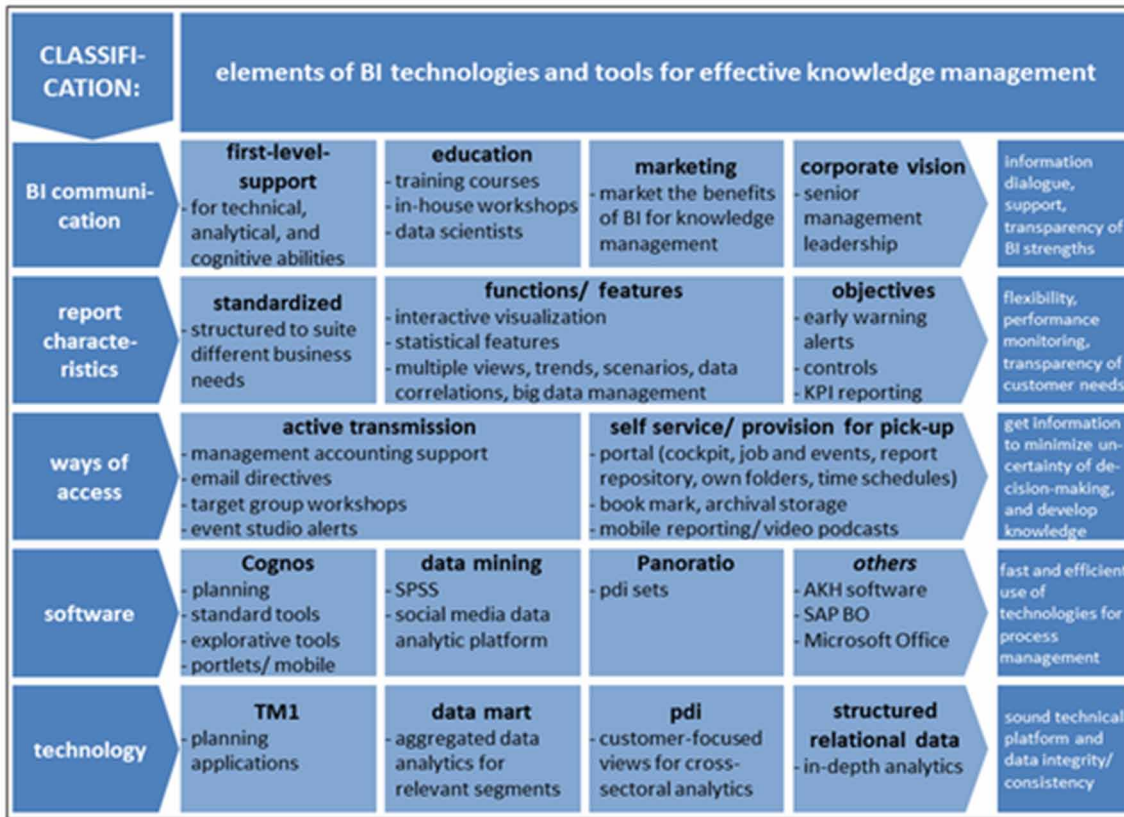 CLASSIFI-
CATION:
elements of BI technologies and tools for effective knowledge management
BI communi-
cation
first-level-
support
- for technical,
analytical, and
cognitive abilities
education
- training courses
- in-house workshops
- data scientists
marketing
- market the benefits
of BI for knowledge
management
corporate vision
- senior
management
leadership
information
dialogue,
support,
transparency of
BI strengths
report
characte-
ristics
standardized
- structured to suite
different business
needs
functions/ features
- interactive visualization
- statistical features
- multiple views, trends, scenarios, data
correlations, big data management
objectives
- early warning
alerts
- controls
- KPI reporting
flexibility,
performance
monitoring,
transparency of
customer needs
ways of
access
active transmission
- management accounting support
- email directives
- target group workshops
- event studio alerts
self service/ provision for pick-up
- portal (cockpit, job and events, report
repository, own folders, time schedules)
- book mark, archival storage
- mobile reporting/ video podcasts
get information
to minimize un-
certainty of de-
cision-making,
and develop
knowledge
software
Cognos
- planning
- standard tools
- explorative tools
- portlets/ mobile
data mining
- SPSS
- social media data
analytic platform
Panoratio
- pdi sets
others
- AKH software
- SAP BO
- Microsoft Office
fast and efficient
use of
technologies for
process
management
technology
TM1
- planning
applications
data mart
- aggregated data
analytics for
relevant segments
pdi
- customer-focused
views for cross-
sectoral analytics
structured
relational data
- in-depth analytics
sound technical
platform and
data integrity/
consistency